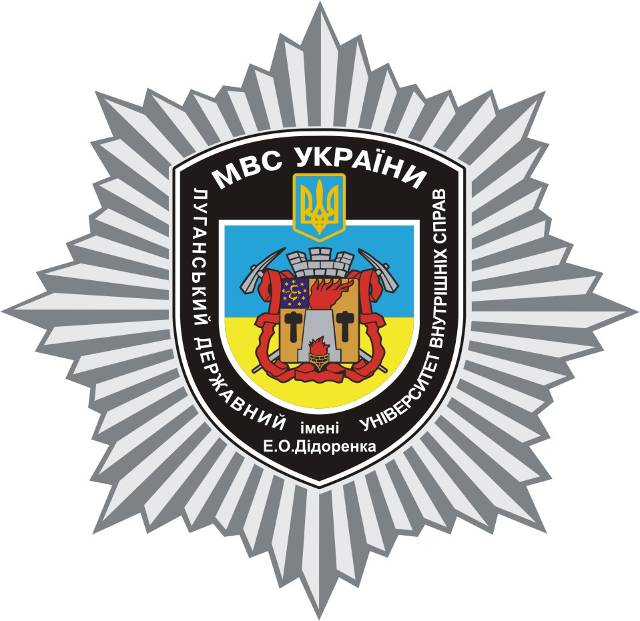 МВС УКРАЇНИ
ЛУГАНСЬКИЙ ДЕРЖАВНИЙ
УНІВЕРСИТЕТ ВНУТРІШНІХ СПРАВ
імені
Е.О.Дідоренка